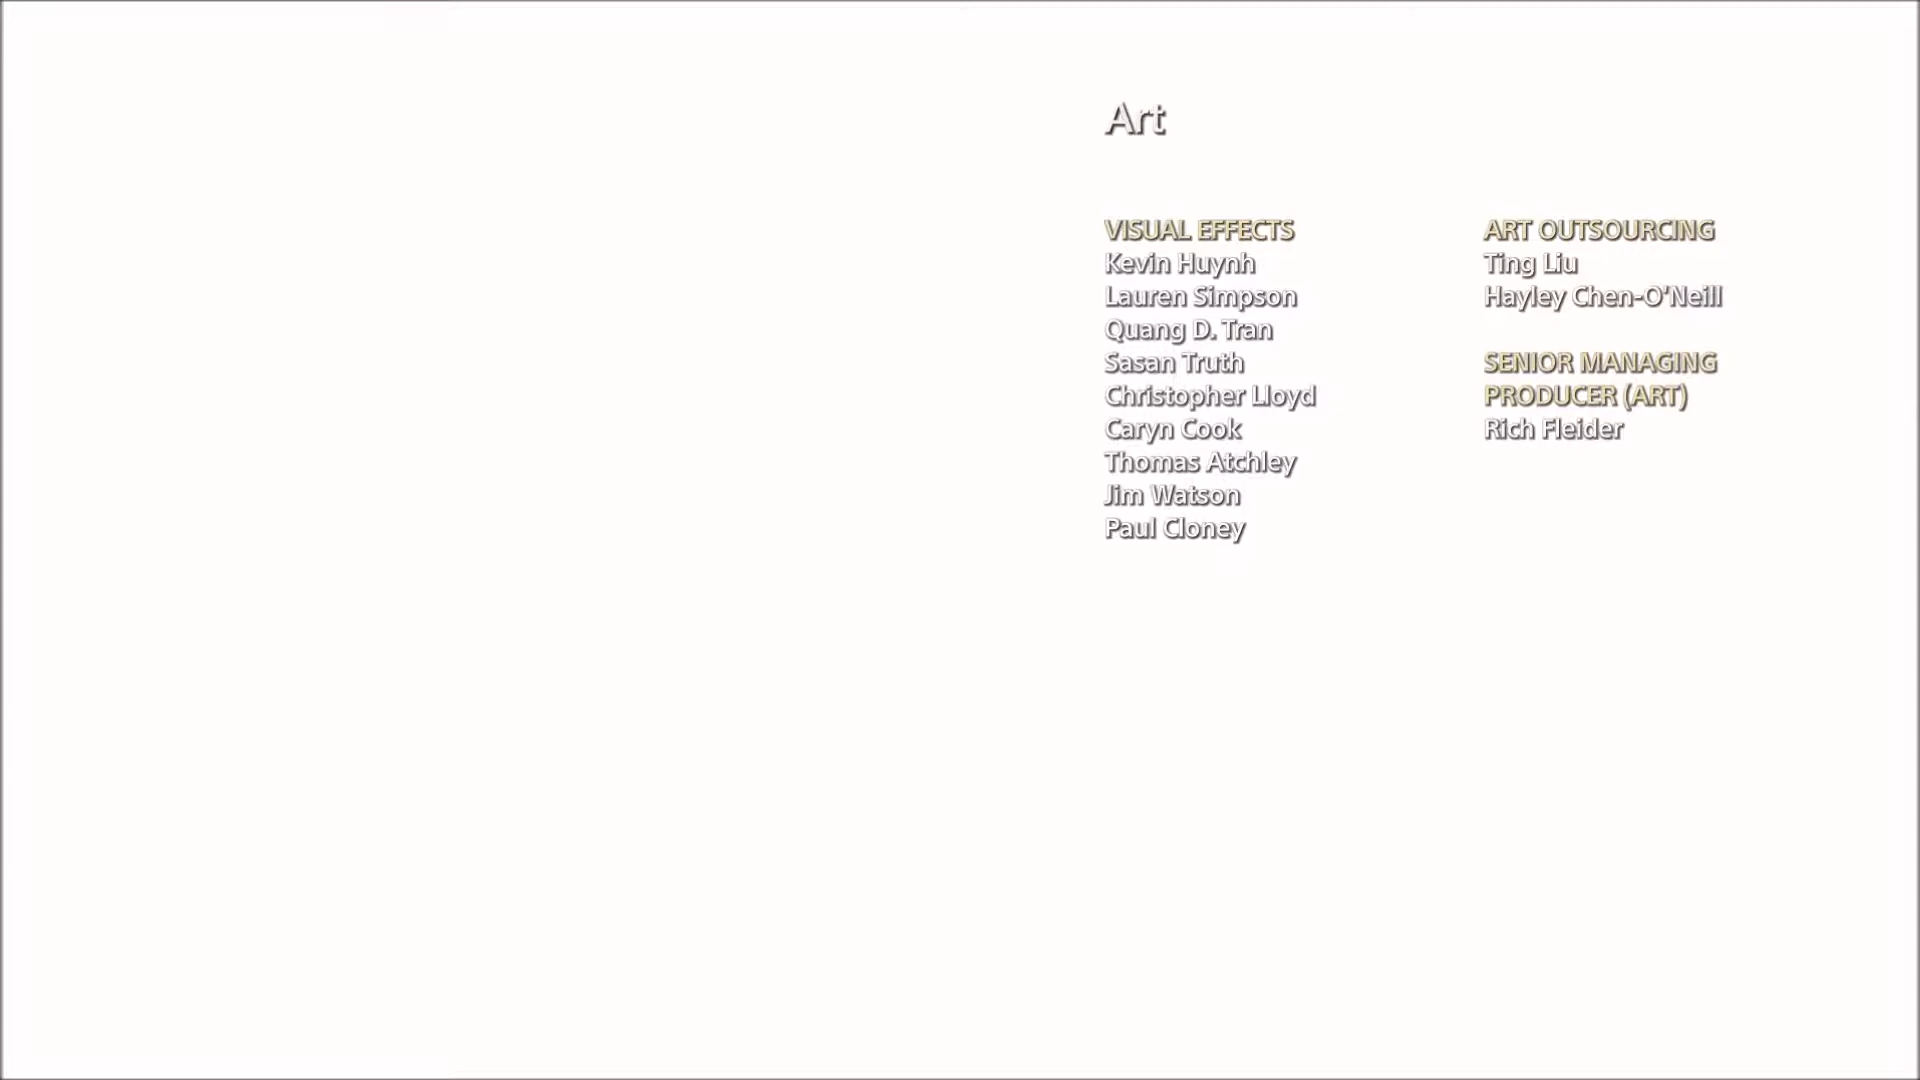 Art
VISUAL EFFECTS
Kevin Huynh
Lauren Simpson
Quang D. Tran
Sasan Truth
Christopher Lloyd
Caryn Cook
Thomas Atchley
Jim Watson
Paul Cloney
ART OUTSOURCING
Ting Liu
Hayley Chen-O'Neill
SENIOR MANAGING
PRODUCER (ART)
Rich Fleider